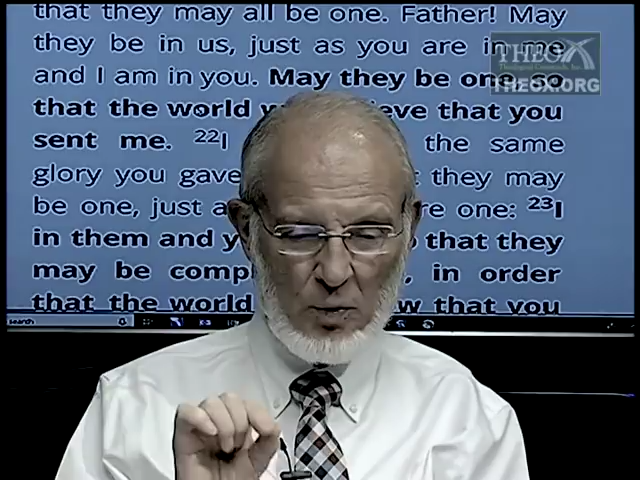 that they may all be one. Father! May
they be in us, just as you are in me
and I am in you. May they be one, so
that the world eve that you
sent me. 22I the same
glory you gave they may
be one, just a re one: 23I
in them and y that they
may be comp , in order
that the world w that you
search
THEOX
THEOX.ORG